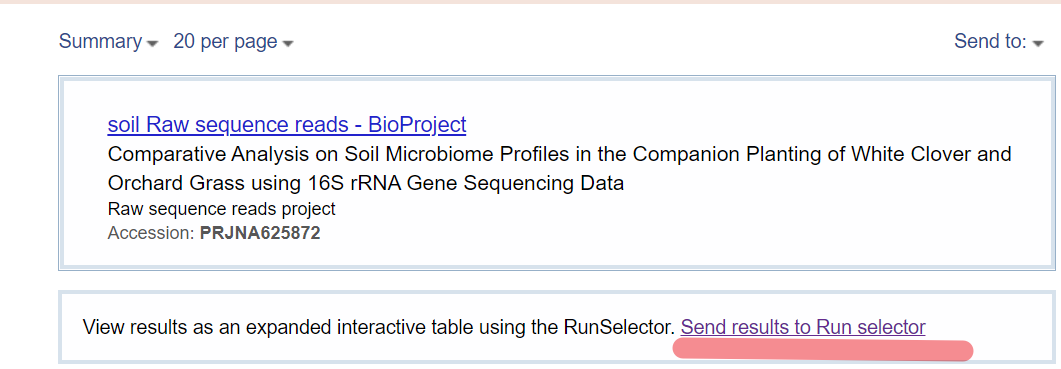 Summary 20 per page Send to:
soil Raw sequence reads - BioProject
Comparative Analysis on Soil Microbiome Profiles in the Companion Planting of White Clover and
Orchard Grass using 16S rRNA Gene Sequencing Data
Raw sequence reads project
Accession: PRJNA625872
View results as an expanded interactive table using the RunSelector. Send results to Run selector